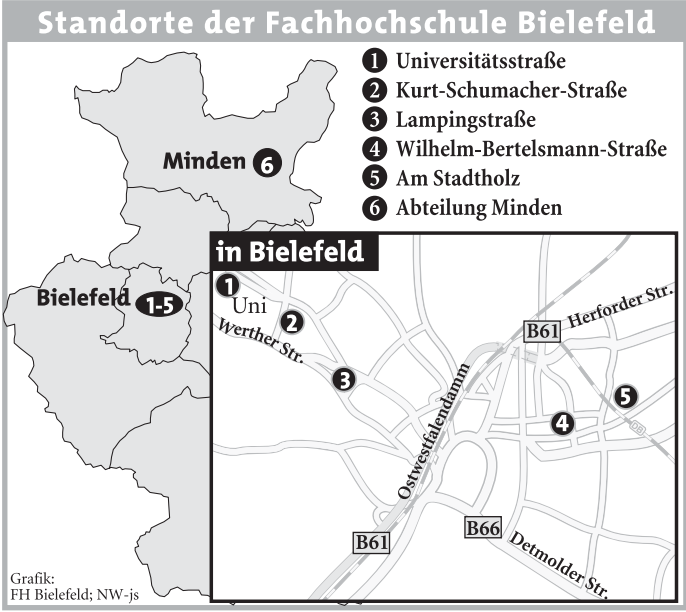 Standorte der Fachhochschule Bielefeld
1 Universitätsstraße
2 Kurt-Schumacher-Straße
3 Lampingstraße
4 Wilhelm-Bertelsmann-Straße
5 Am Stadtholz
6 Abteilung Minden
Minden 6
Bielefeld 1-5
in Bielefeld
1
Uni
2
Werther Str.
3
Ostwestfalendamm
B61
Herforder Str.
5
4
B61
B66
Detmolder Str.
Grafik:
FH Bielefeld; NW-js